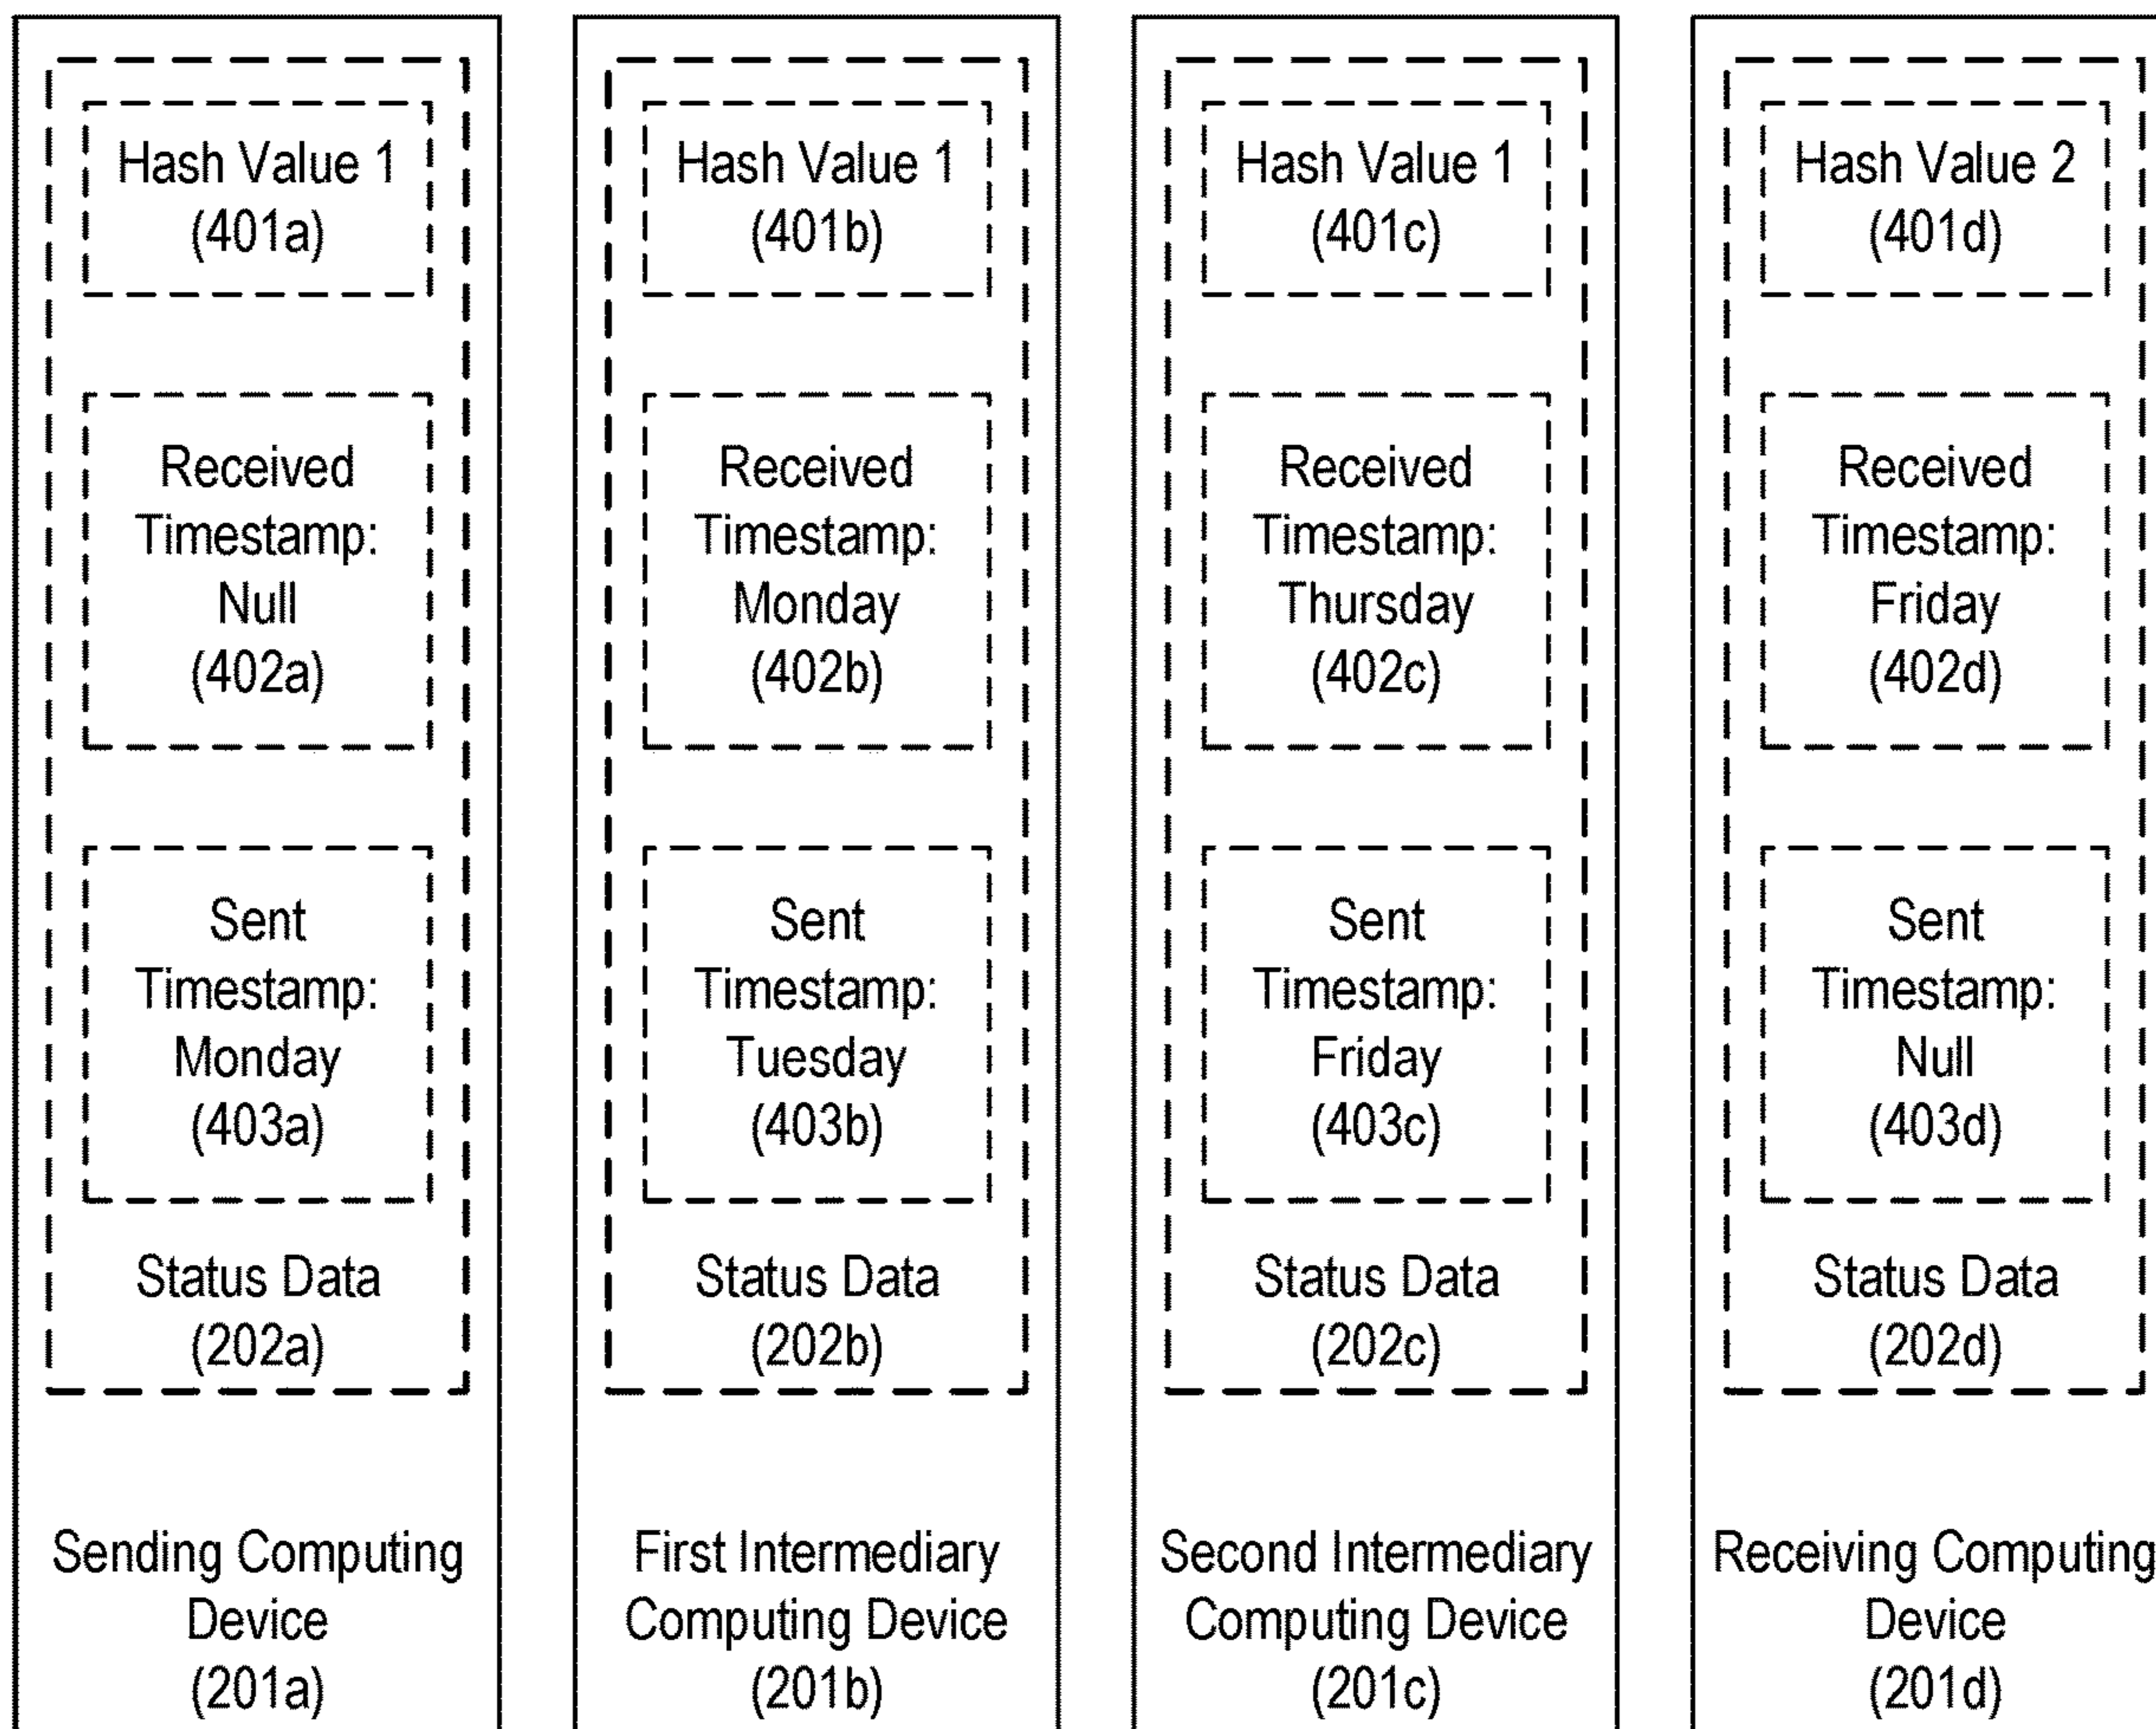 Hash Value 1
(401a)
Received
Timestamp:
Null
(402a)
Sent
Timestamp:
Monday
(403a)
Status Data
(202a)
Sending Computing
Device
(201a)
Hash Value 1
(401b)
Received
Timestamp:
Monday
(402b)
Sent
Timestamp:
Tuesday
(403b)
Status Data
(202b)
First Intermediary
Computing Device
(201b)
Hash Value 1
(401c)
Received
Timestamp:
Thursday
(402c)
Sent
Timestamp:
Friday
(403c)
Status Data
(202c)
Second Intermediary
Computing Device
(201c)
Hash Value 2
(401d)
Received
Timestamp:
Friday
(402d)
Sent
Timestamp:
Null
(403d)
Status Data
(202d)
Receiving Computing
Device
(201d)